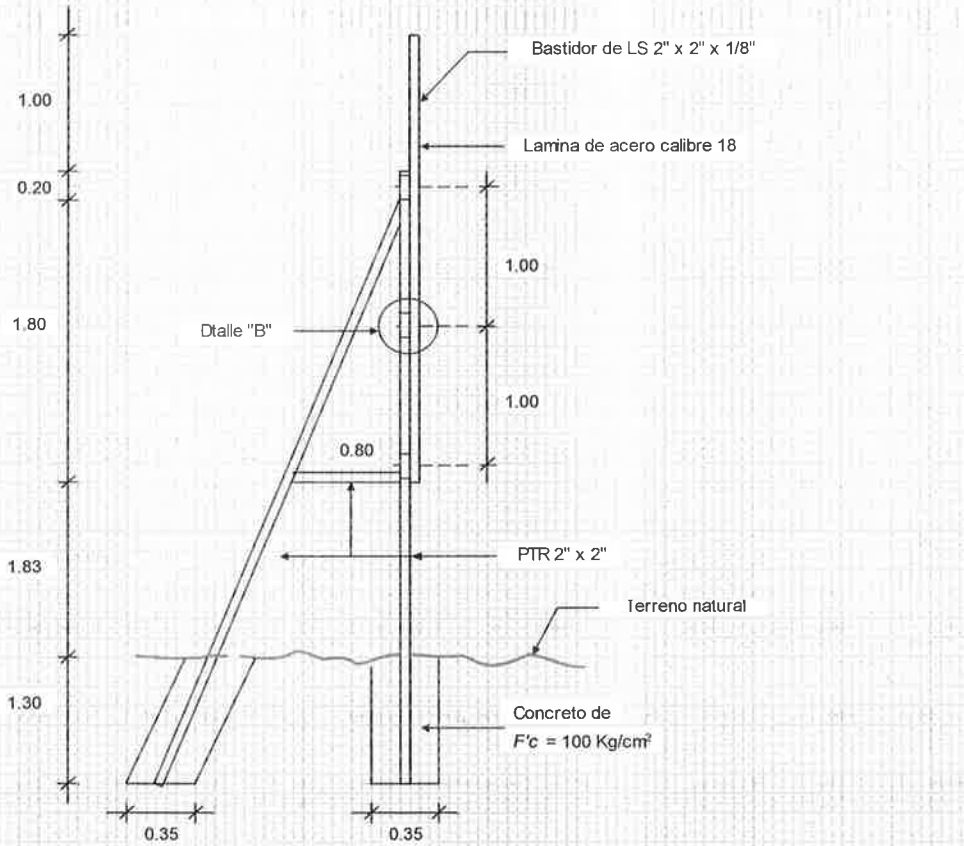 Bastidor de LS 2" x 2" x 1/8"
1.00
Lamina de acero calibre 18
0.20
1.00
1.80
Dtalle "B"
1.00
0.80
PTR 2" x 2"
1.83
Terreno natural
1.30
Concreto de
F'c = 100 Kg/cm²
0.35
0.35